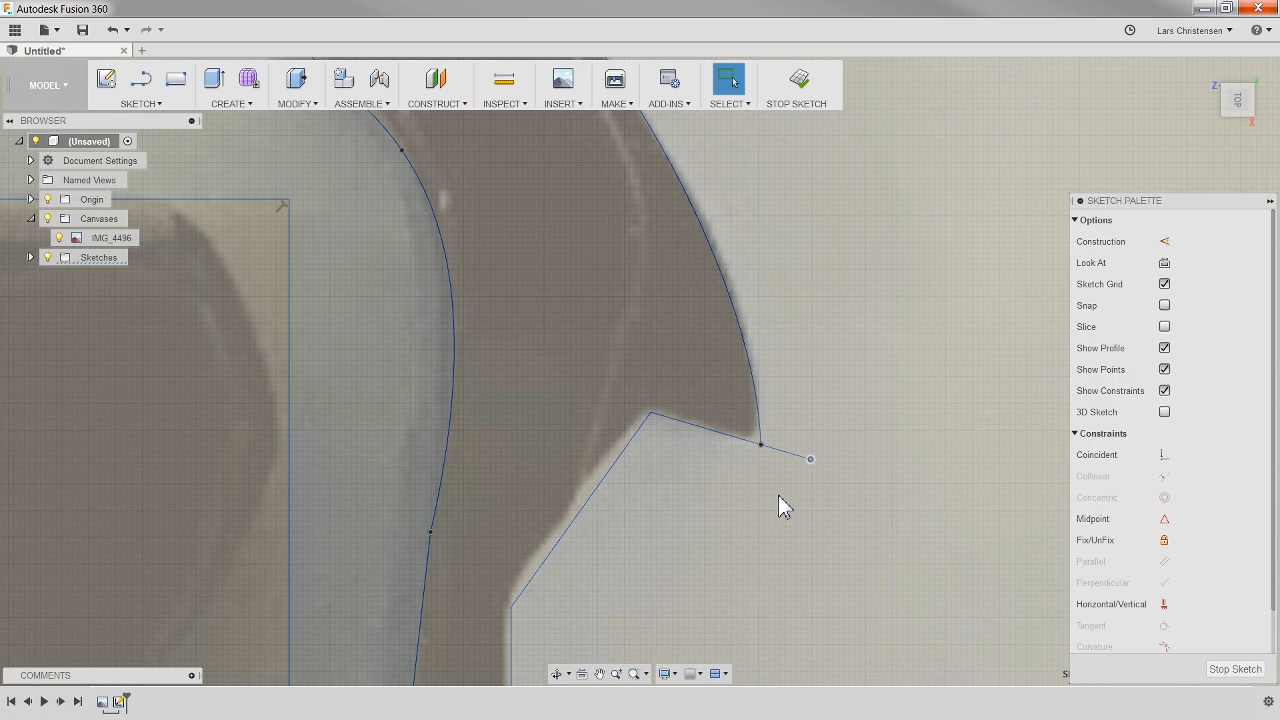 Autodesk Fusion 360
Lars Christensen
Untitled*
MODEL
SKETCH
CREATE
MODIFY
ASSEMBLE
CONSTRUCT
INSPECT
INSERT
MAKE
ADD-INS
SELECT
STOP SKETCH
BROWSER
(Unsaved)
Document Settings
Named Views
Origin
Canvases
IMG_4496
Sketches
TOP
Z
Y
X
SKETCH PALETTE
Options
Construction
Look At
Sketch Grid
Snap
Slice
Show Profile
Show Points
Show Constraints
3D Sketch
Constraints
Coincident
Collinear
Concentric
Midpoint
Fix/UnFix
Parallel
Perpendicular
Horizontal/Vertical
Tangent
Curvature
Stop Sketch
COMMENTS